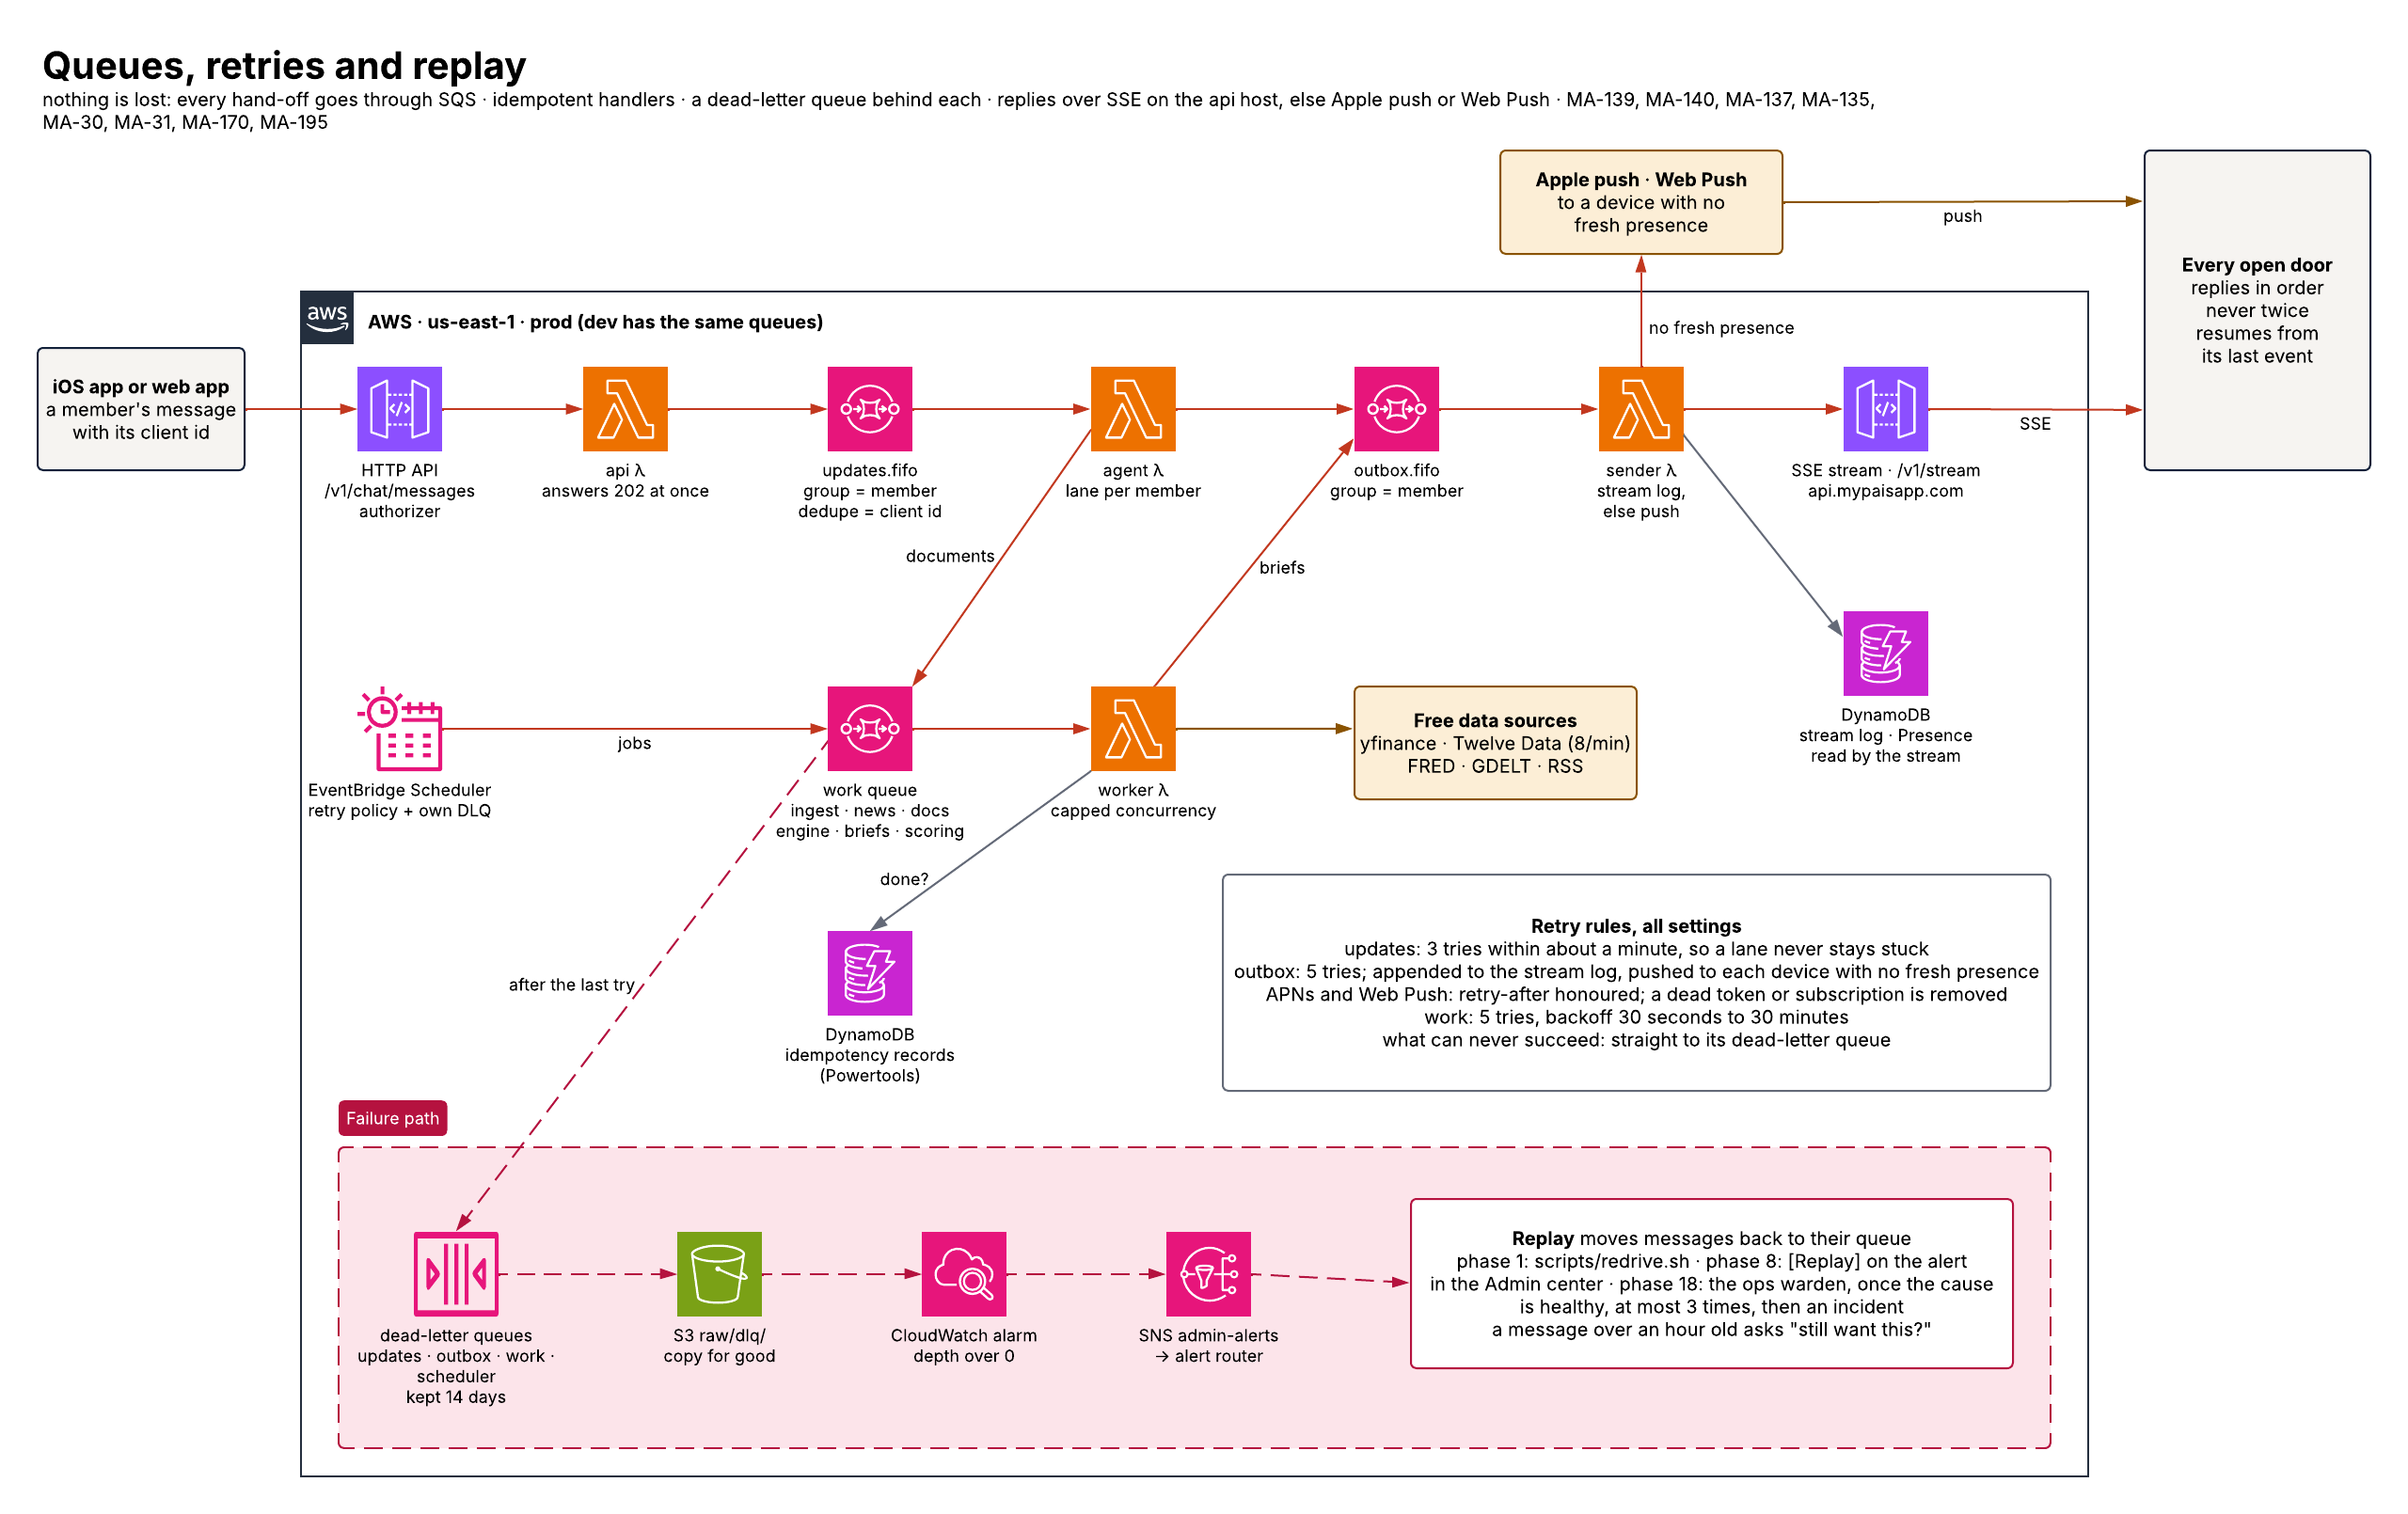 Queues, retries and replay
nothing is lost: every hand-off goes through SQS · idempotent handlers · a dead-letter queue behind each · replies over SSE on the api host, else Apple push or Web Push · MA-139, MA-140, MA-137, MA-135,
MA-30, MA-31, MA-170, MA-195
Apple push · Web Push
to a device with no
fresh presence
push
Every open door
replies in order
never twice
resumes from
its last event
aws
AWS · us-east-1 · prod (dev has the same queues)
no fresh presence
iOS app or web app
a member's message
with its client id
HTTP API
/v1/chat/messages
authorizer
api λ
answers 202 at once
updates.fifo
group = member
dedupe = client id
agent λ
lane per member
outbox.fifo
group = member
sender λ
stream log,
else push
SSE stream · /v1/stream
api.mypaisapp.com
SSE
documents
briefs
EventBridge Scheduler
retry policy + own DLQ
jobs
work queue
ingest · news · docs
engine · briefs · scoring
worker λ
capped concurrency
Free data sources
yfinance · Twelve Data (8/min)
FRED · GDELT · RSS
DynamoDB
stream log · Presence
read by the stream
done?
after the last try
DynamoDB
idempotency records
(Powertools)
Retry rules, all settings
updates: 3 tries within about a minute, so a lane never stays stuck
outbox: 5 tries; appended to the stream log, pushed to each device with no fresh presence
APNs and Web Push: retry-after honoured; a dead token or subscription is removed
work: 5 tries, backoff 30 seconds to 30 minutes
what can never succeed: straight to its dead-letter queue
Failure path
dead-letter queues
updates · outbox · work ·
scheduler
kept 14 days
S3 raw/dlq/
copy for good
CloudWatch alarm
depth over 0
SNS admin-alerts
→ alert router
Replay moves messages back to their queue
phase 1: scripts/redrive.sh · phase 8: [Replay] on the alert
in the Admin center · phase 18: the ops warden, once the cause
is healthy, at most 3 times, then an incident
a message over an hour old asks "still want this?"